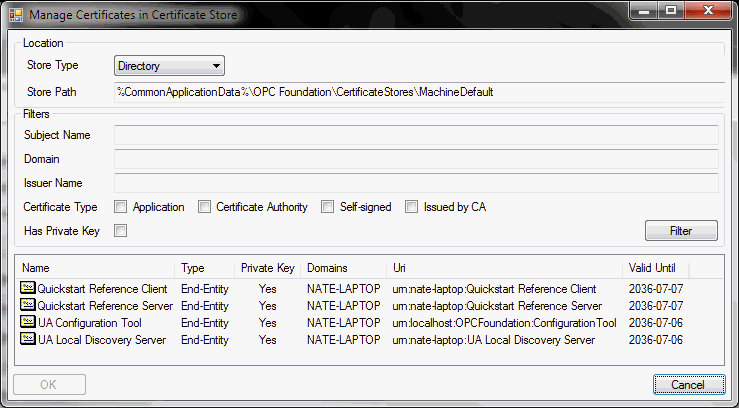 Manage Certificates in Certificate Store
Location
Store Type Directory
Store Path %CommonApplicationData%\OPC Foundation\CertificateStores\MachineDefault
Filters
Subject Name
Domain
Issuer Name
Certificate Type Application Certificate Authority Self-signed Issued by CA
Has Private Key Filter
Name Type Private Key Domains Uri Valid Until
Quickstart Reference Client End-Entity Yes NATE-LAPTOP urn:nate-laptop:Quickstart Reference Client 2036-07-07
Quickstart Reference Server End-Entity Yes NATE-LAPTOP urn:nate-laptop:Quickstart Reference Server 2036-07-07
UA Configuration Tool End-Entity Yes NATE-LAPTOP urn:localhost:OPCFoundation:ConfigurationTool 2036-07-06
UA Local Discovery Server End-Entity Yes NATE-LAPTOP urn:nate-laptop:UA Local Discovery Server 2036-07-06
OK Cancel